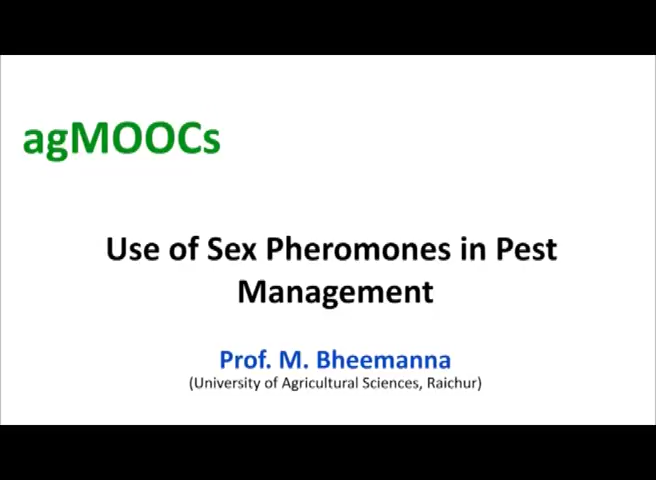 agMOOCs
Use of Sex Pheromones in Pest
Management
Prof. M. Bheemanna
(University of Agricultural Sciences, Raichur)